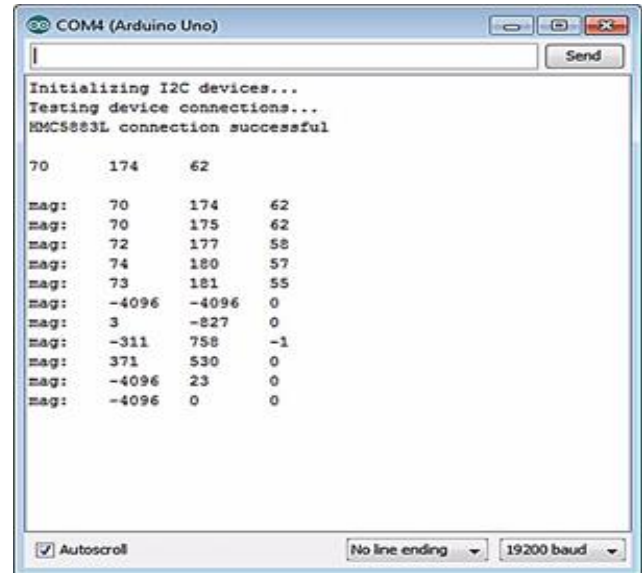 COM4 (Arduino Uno)
Send
Initializing I2C devices...
Testing device connections...
HMC5883L connection successful
70 174 62
mag: 70 174 62
mag: 70 175 62
mag: 72 177 58
mag: 74 180 57
mag: 73 181 55
mag: -4096 -4096 0
mag: 3 -827 0
mag: -311 758 -1
mag: 371 530 0
mag: -4096 23 0
mag: -4096 0 0
Autoscroll No line ending 19200 baud